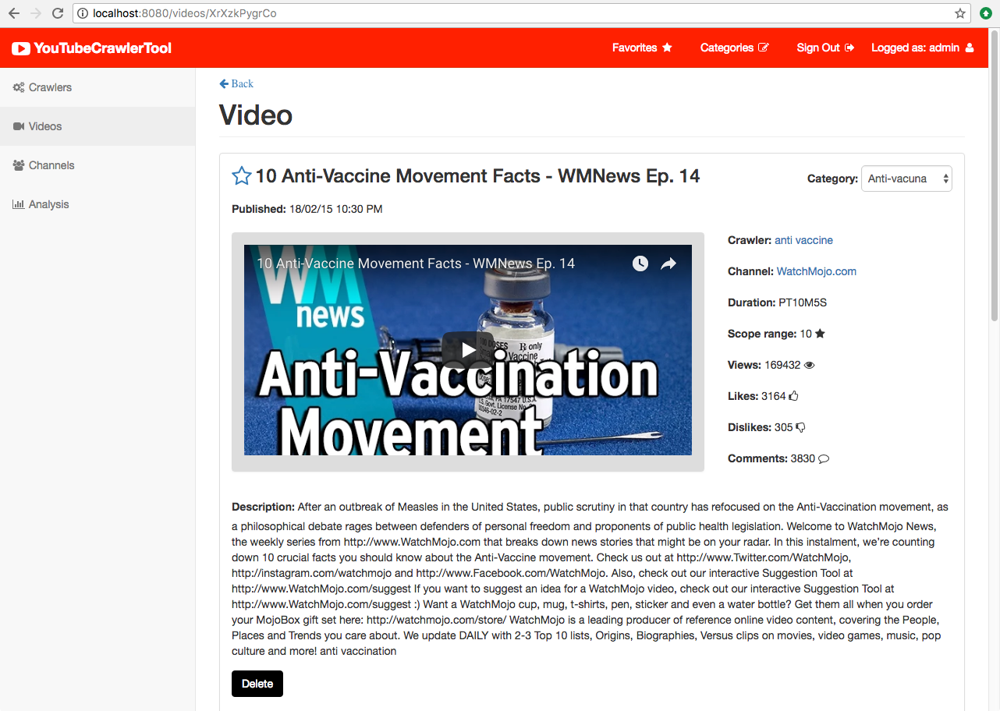 localhost:8080/videos/XrXzkPygrCo
YouTubeCrawlerTool
Favorites
Categories
Sign Out
Logged as: admin
Crawlers
Videos
Channels
Analysis
Back
Video
10 Anti-Vaccine Movement Facts - WMNews Ep. 14
Category: Anti-vacuna
Published: 18/02/15 10:30 PM
10 Anti-Vaccine Movement Facts - WMNews Ep. 14
WM
news
DOSES Rx only
Vaccine
Anti-Vaccination
PA 17547 U.S.A.
U.S. Govt. License No.
Movement
Crawler: anti vaccine
Channel: WatchMojo.com
Duration: PT10M5S
Scope range: 10
Views: 169432
Likes: 3164
Dislikes: 305
Comments: 3830
Description: After an outbreak of Measles in the United States, public scrutiny in that country has refocused on the Anti-Vaccination movement, as
a philosophical debate rages between defenders of personal freedom and proponents of public health legislation. Welcome to WatchMojo News,
the weekly series from http://www.WatchMojo.com that breaks down news stories that might be on your radar. In this instalment, we're counting
down 10 crucial facts you should know about the Anti-Vaccine movement. Check us out at http://www.Twitter.com/WatchMojo,
http://instagram.com/watchmojo and http://www.Facebook.com/WatchMojo. Also, check out our interactive Suggestion Tool at
http://www.WatchMojo.com/suggest If you want to suggest an idea for a WatchMojo video, check out our interactive Suggestion Tool at
http://www.WatchMojo.com/suggest :) Want a WatchMojo cup, mug, t-shirts, pen, sticker and even a water bottle? Get them all when you order
your MojoBox gift set here: http://watchmojo.com/store/ WatchMojo is a leading producer of reference online video content, covering the People,
Places and Trends you care about. We update DAILY with 2-3 Top 10 lists, Origins, Biographies, Versus clips on movies, video games, music, pop
culture and more! anti vaccination
Delete